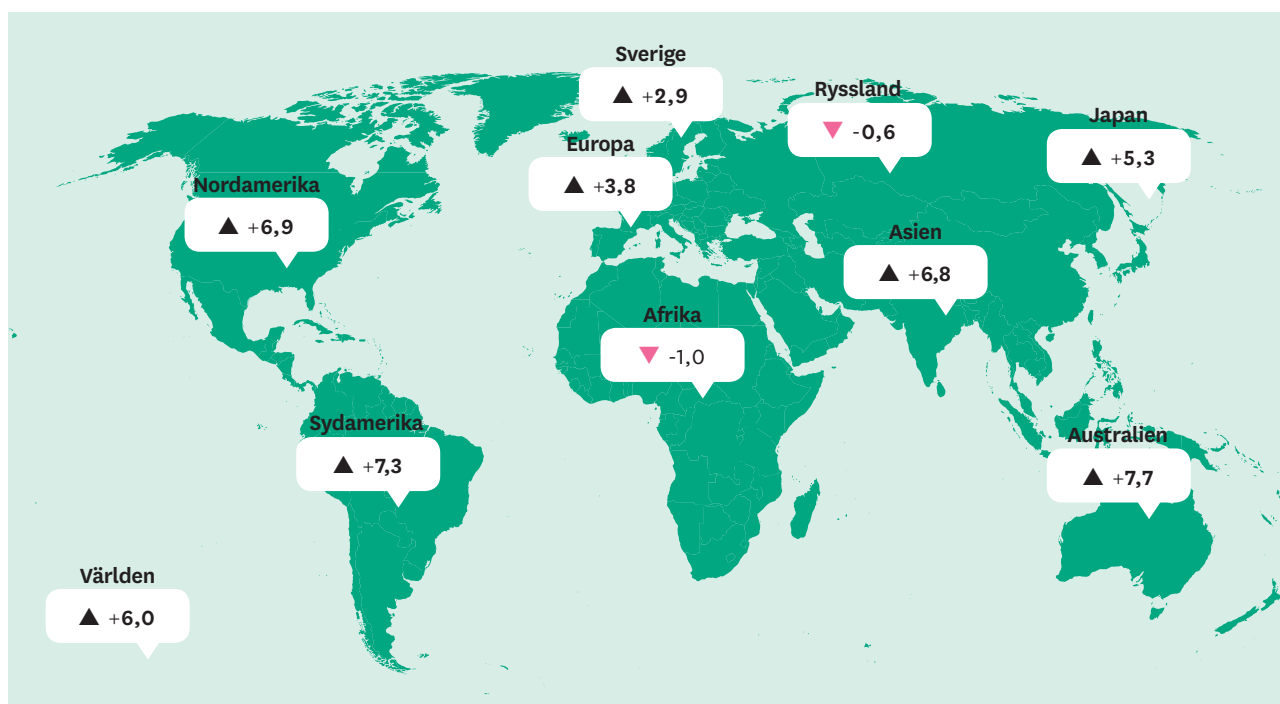 Sverige
▲ +2,9
Ryssland
▼ -0,6
Japan
▲ +5,3
Europa
▲ +3,8
Nordamerika
▲ +6,9
Asien
▲ +6,8
Afrika
▼ -1,0
Sydamerika
▲ +7,3
Australien
▲ +7,7
Världen
▲ +6,0